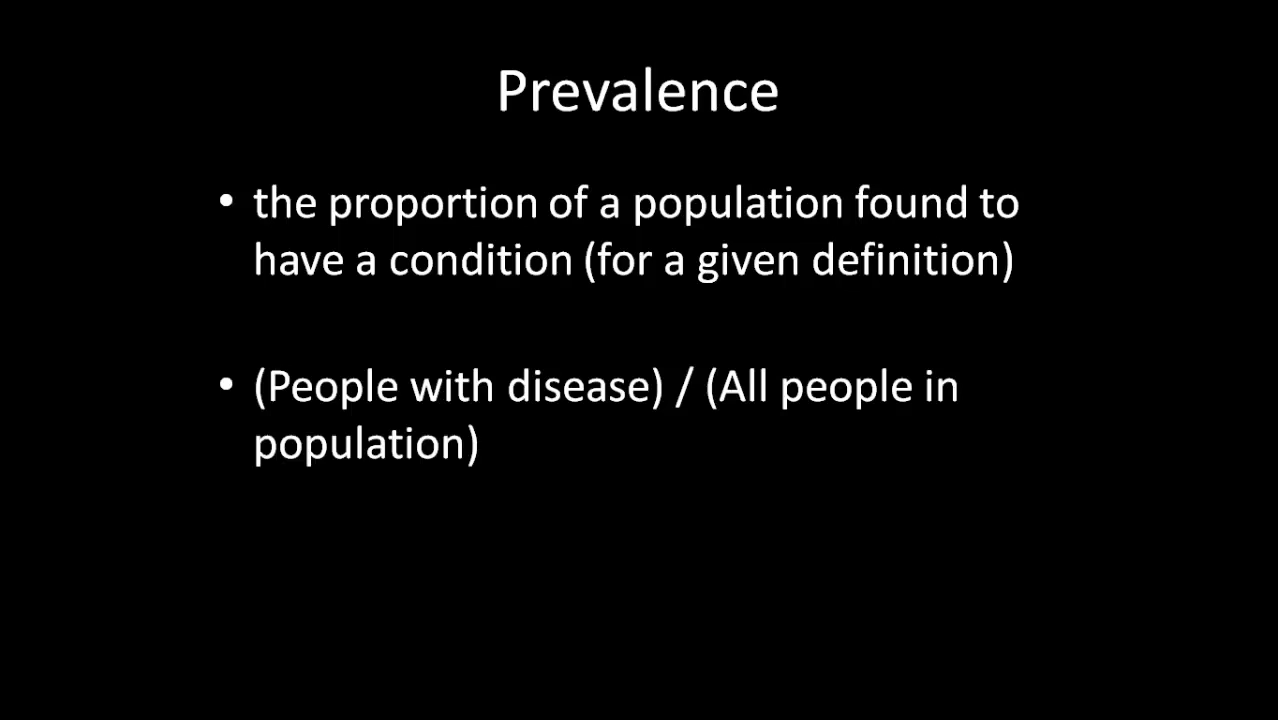 Prevalence
• the proportion of a population found to
have a condition (for a given definition)
• (People with disease) / (All people in
population)